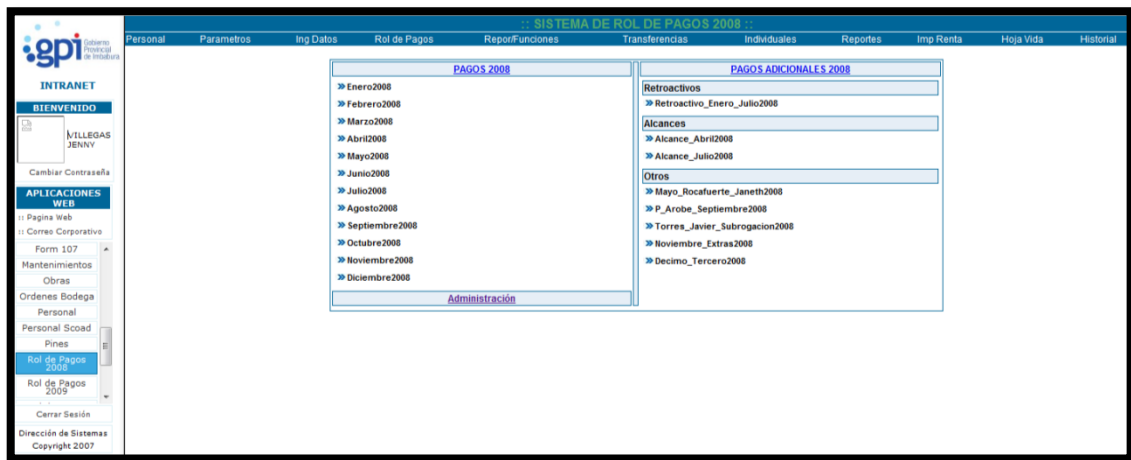 :: SISTEMA DE ROL DE PAGOS 2008 ::
gpi Gobierno
Provincial
de Imbabura
Personal Parametros Ing Datos Rol de Pagos Repor/Funciones Transferencias Individuales Reportes Imp Renta Hoja Vida Historial
INTRANET
BIENVENIDO
VILLEGAS
JENNY
Cambiar Contraseña
APLICACIONES
WEB
:: Pagina Web
:: Correo Corporativo
Form 107
Mantenimientos
Obras
Ordenes Bodega
Personal
Personal Scoad
Pines
Rol de Pagos
2008
Rol de Pagos
2009
Cerrar Sesión
Dirección de Sistemas
Copyright 2007
PAGOS 2008
Enero2008
Febrero2008
Marzo2008
Abril2008
Mayo2008
Junio2008
Julio2008
Agosto2008
Septiembre2008
Octubre2008
Noviembre2008
Diciembre2008
Administración
PAGOS ADICIONALES 2008
Retroactivos
Retroactivo_Enero_Julio2008
Alcances
Alcance_Abril2008
Alcance_Julio2008
Otros
Mayo_Rocafuerte_Janeth2008
P_Arobe_Septiembre2008
Torres_Javier_Subrogacion2008
Noviembre_Extras2008
Decimo_Tercero2008